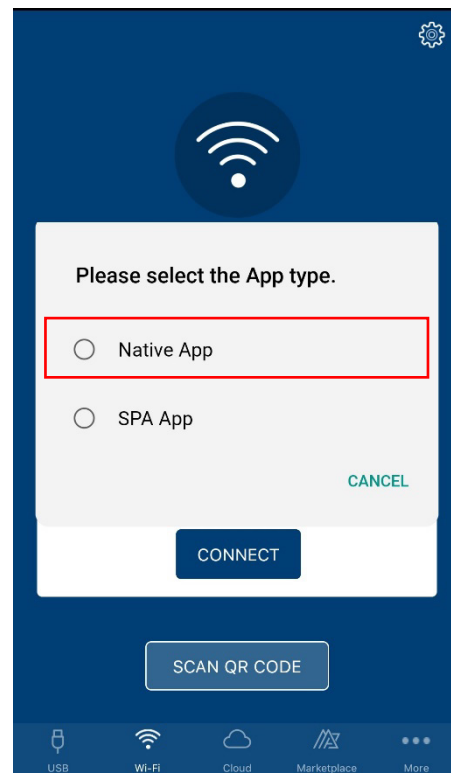 Please select the App type.
Native App
SPA App
CANCEL
CONNECT
SCAN QR CODE
USB Wi-Fi Cloud Marketplace More